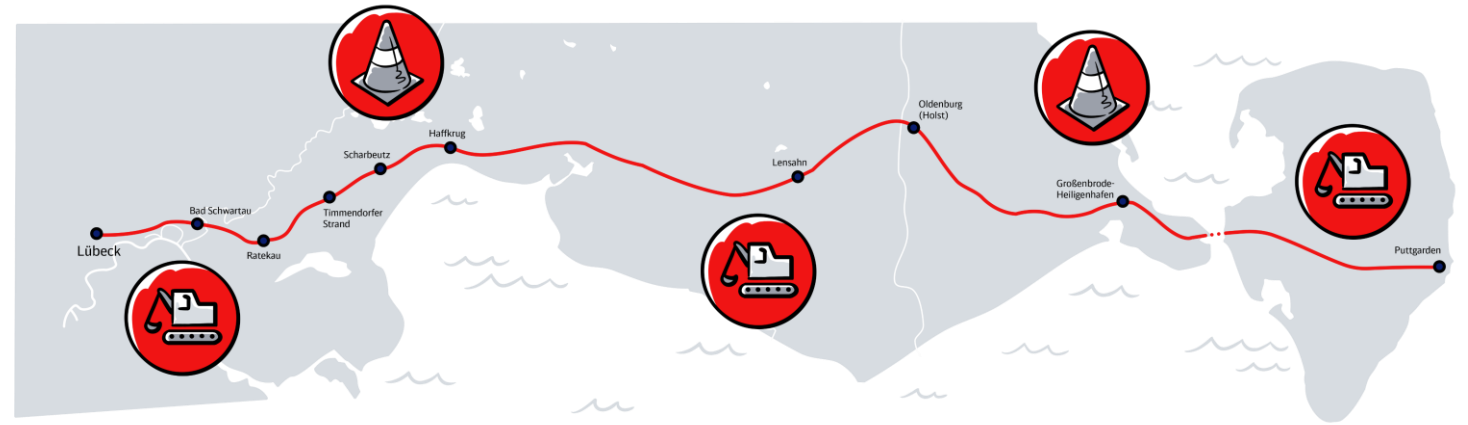 Lübeck
Bad Schwartau
Ratekau
Timmendorfer
Strand
Scharbeutz
Haffkrug
Lensahn
Oldenburg
(Holst)
Großenbrode-
Heiligenhafen
Puttgarden